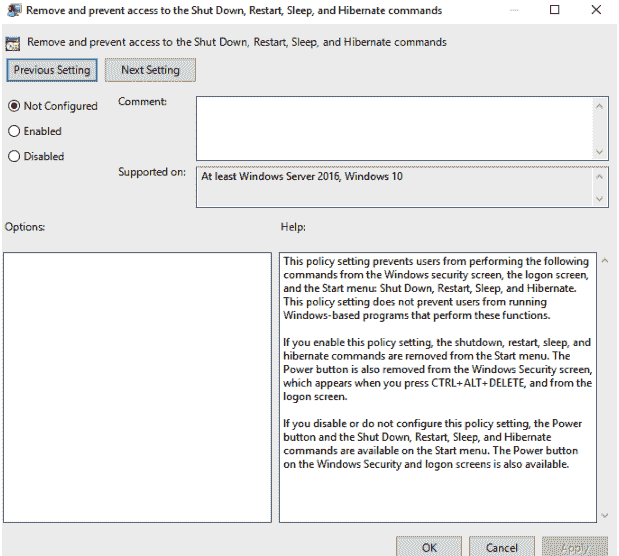 Remove and prevent access to the Shut Down, Restart, Sleep, and Hibernate commands
Remove and prevent access to the Shut Down, Restart, Sleep, and Hibernate commands
Previous Setting
Next Setting
Not Configured
Comment:
Enabled
Disabled
Supported on:
At least Windows Server 2016, Windows 10
Options:
Help:
This policy setting prevents users from performing the following
commands from the Windows security screen, the logon screen,
and the Start menu: Shut Down, Restart, Sleep, and Hibernate.
This policy setting does not prevent users from running
Windows-based programs that perform these functions.
If you enable this policy setting, the shutdown, restart, sleep, and
hibernate commands are removed from the Start menu. The
Power button is also removed from the Windows Security screen,
which appears when you press CTRL+ALT+DELETE, and from the
logon screen.
If you disable or do not configure this policy setting, the Power
button and the Shut Down, Restart, Sleep, and Hibernate
commands are available on the Start menu. The Power button
on the Windows Security and logon screens is also available.
OK
Cancel
Apply